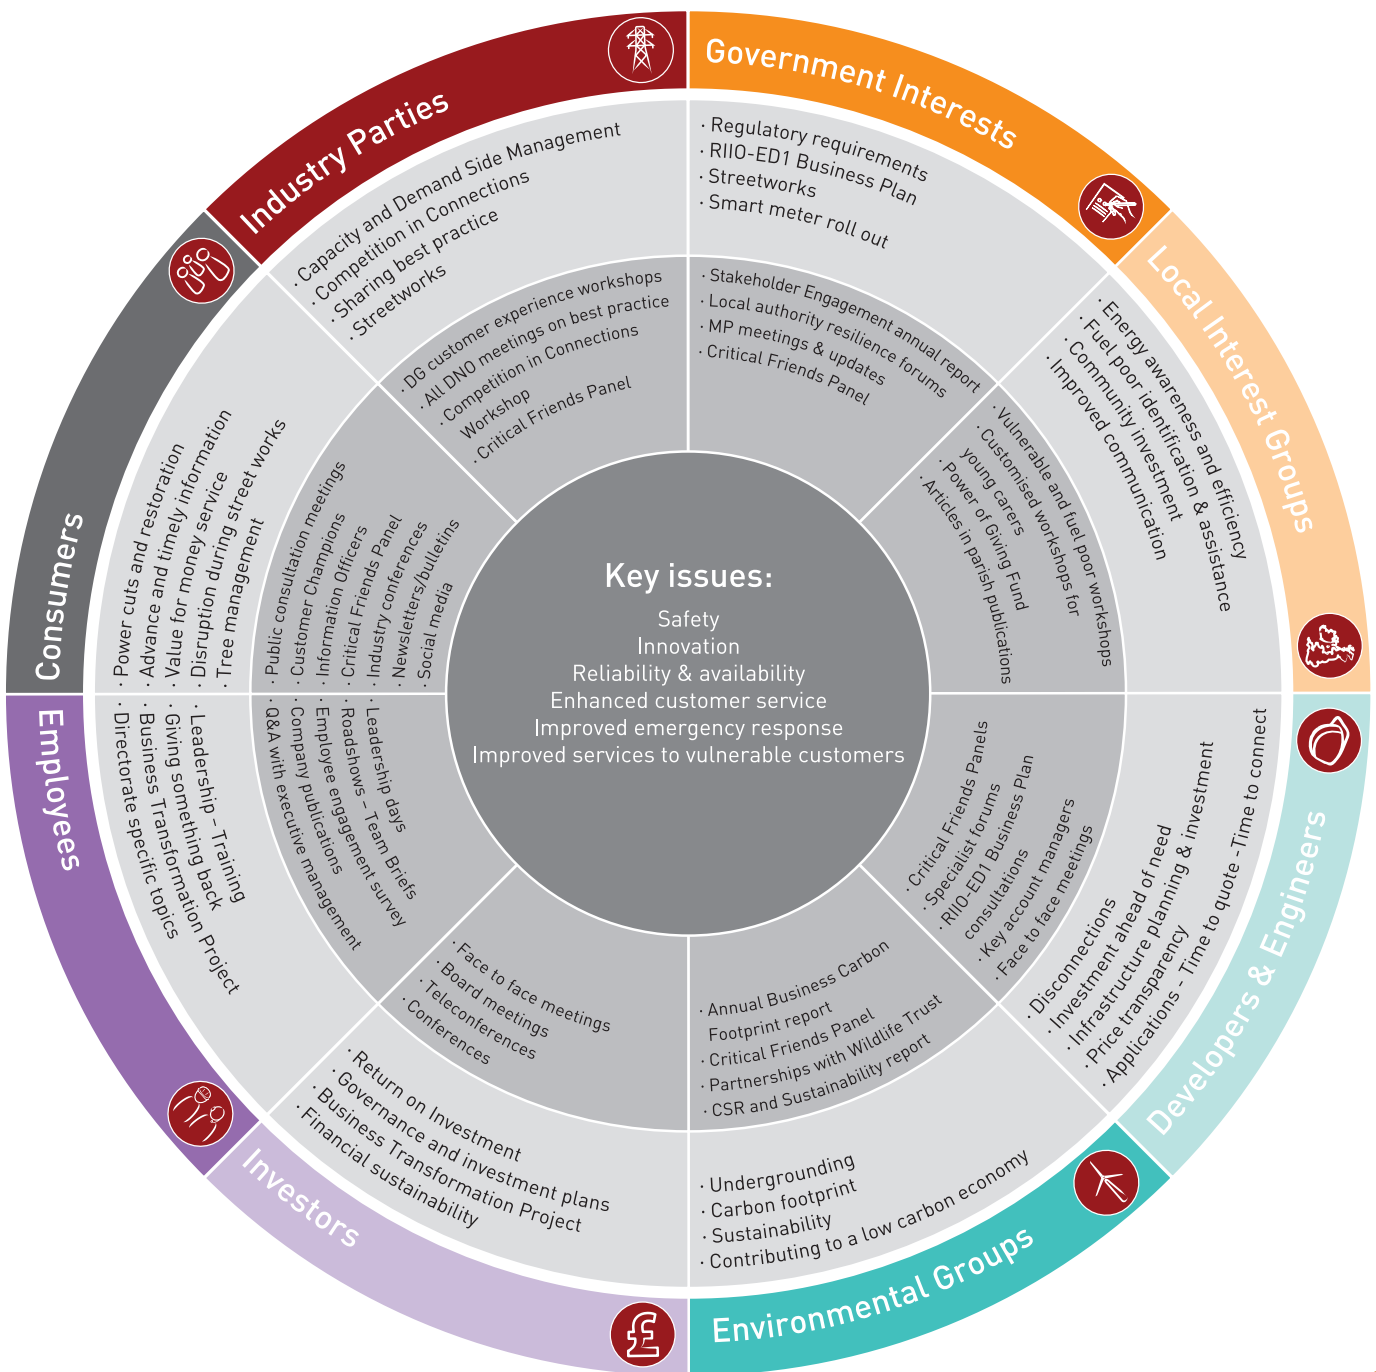 Government Interests
· Regulatory requirements
· RIIO-ED1 Business Plan
· Streetworks
· Smart meter roll out
· Stakeholder Engagement annual report
· Local authority resilience forums
· MP meetings & updates
· Critical Friends Panel
Local Interest Groups
· Energy awareness and efficiency
· Fuel poor identification & assistance
· Community investment
· Improved communication
· Vulnerable and fuel poor workshops
· Customised workshops for
young carers
· Power of Giving Fund
· Articles in parish publications
Developers & Engineers
· Disconnections
· Investment ahead of need
· Infrastructure planning & investment
· Price transparency
· Applications - Time to quote - Time to connect
· Critical Friends Panels
· Specialist forums
· RIIO-ED1 Business Plan
consultations
· Key account managers
· Face to face meetings
Environmental Groups
· Undergrounding
· Carbon footprint
· Sustainability
· Contributing to a low carbon economy
· Annual Business Carbon
Footprint report
· Critical Friends Panel
· Partnerships with Wildlife Trust
· CSR and Sustainability report
Investors
· Return on Investment
· Governance and investment plans
· Business Transformation Project
· Financial sustainability
· Face to face meetings
· Board meetings
· Teleconferences
· Conferences
Employees
· Leadership – Training
· Giving something back
· Business Transformation Project
· Directorate specific topics
· Leadership days
· Roadshows – Team Briefs
· Employee engagement survey
· Company publications
· Q&A with executive management
Consumers
· Power cuts and restoration
· Advance and timely information
· Value for money service
· Disruption during street works
· Tree management
· Public consultation meetings
· Customer Champions
· Information Officers
· Critical Friends Panel
· Industry conferences
· Newsletters/bulletins
· Social media
Industry Parties
· Capacity and Demand Side Management
· Competition in Connections
· Sharing best practice
· Streetworks
· DG customer experience workshops
· All DNO meetings on best practice
· Competition in Connections
Workshop
· Critical Friends Panel
Key issues:
Safety
Innovation
Reliability & availability
Enhanced customer service
Improved emergency response
Improved services to vulnerable customers
£